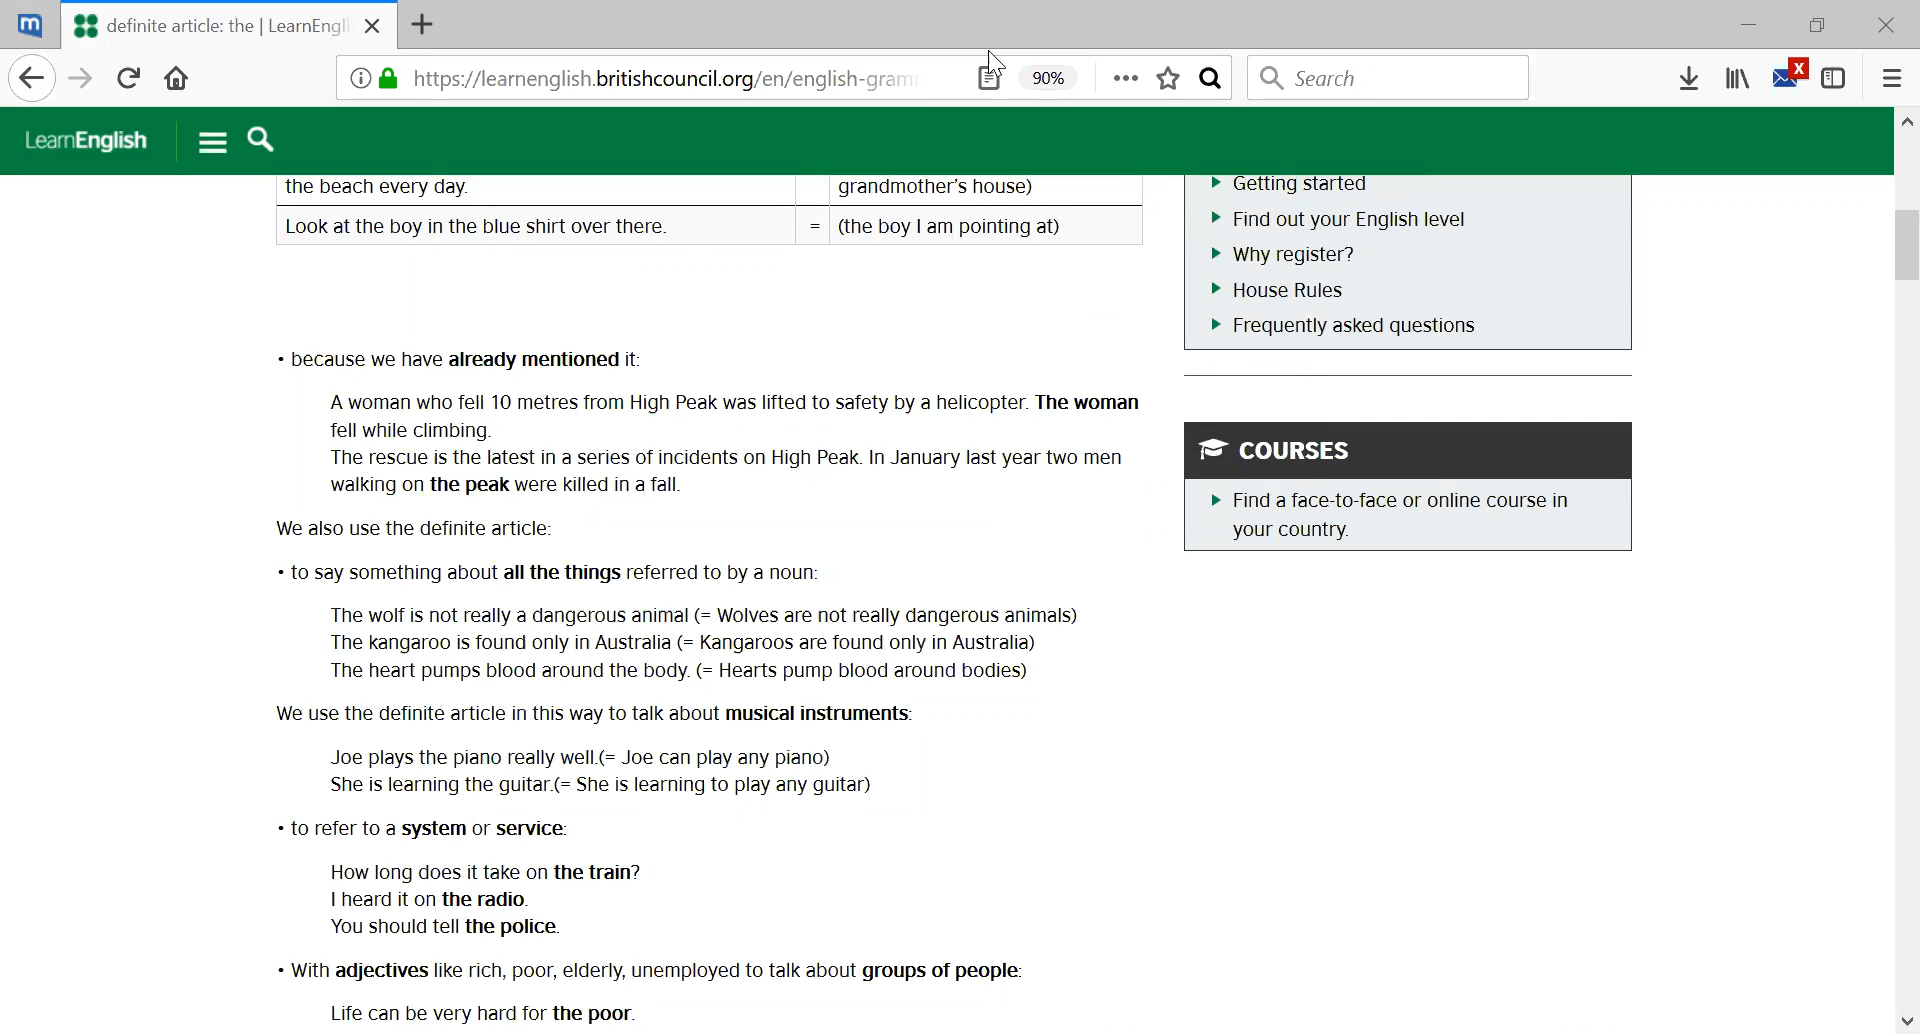 definite article: the | LearnEngli
https://learnenglish.britishcouncil.org/en/english-gram
90%
Search
X
LearnEnglish
the beach every day.
grandmother's house)
Look at the boy in the blue shirt over there.
=
(the boy I am pointing at)
• because we have already mentioned it:
A woman who fell 10 metres from High Peak was lifted to safety by a helicopter. The woman
fell while climbing.
The rescue is the latest in a series of incidents on High Peak. In January last year two men
walking on the peak were killed in a fall.
We also use the definite article:
• to say something about all the things referred to by a noun:
The wolf is not really a dangerous animal (= Wolves are not really dangerous animals)
The kangaroo is found only in Australia (= Kangaroos are found only in Australia)
The heart pumps blood around the body. (= Hearts pump blood around bodies)
We use the definite article in this way to talk about musical instruments:
Joe plays the piano really well.(= Joe can play any piano)
She is learning the guitar.(= She is learning to play any guitar)
• to refer to a system or service:
How long does it take on the train?
I heard it on the radio.
You should tell the police.
• With adjectives like rich, poor, elderly, unemployed to talk about groups of people:
Life can be very hard for the poor.
Getting started
Find out your English level
Why register?
House Rules
Frequently asked questions
COURSES
Find a face-to-face or online course in
your country.